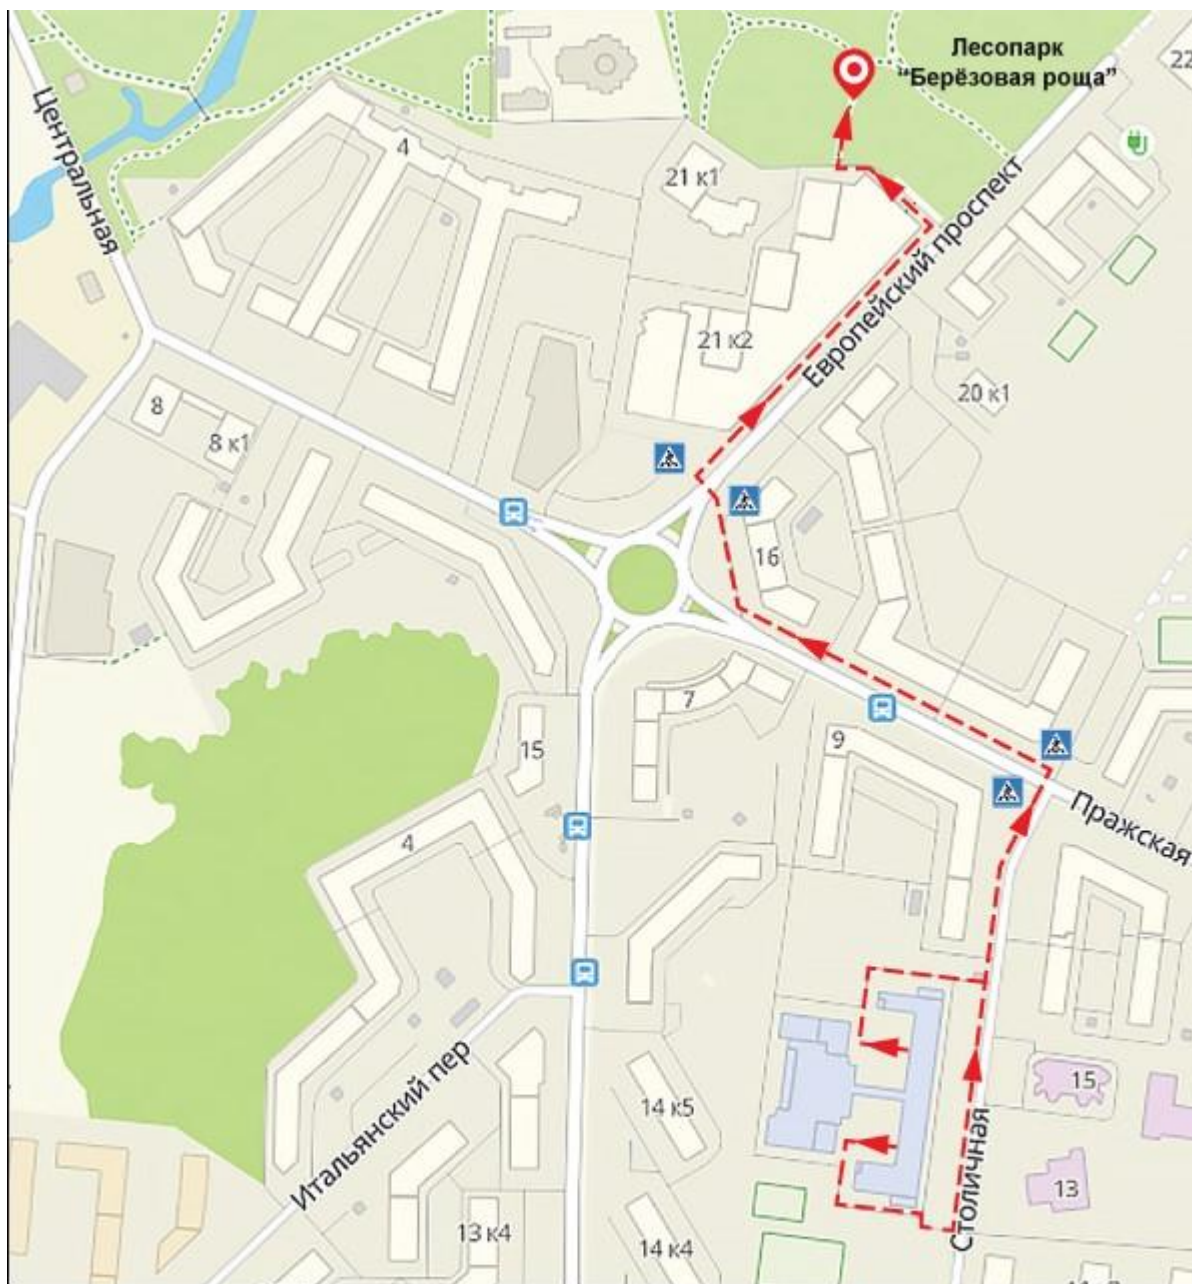 Лесопарк
“Берёзовая роща”
22
Центральная
4
21 к1
Европейский проспект
21 к2
20 к1
8
8 к1
16
7
15
9
4
Пражская
Итальянский пер
14 к5
15
Столичная
13
13 к4
14 к4